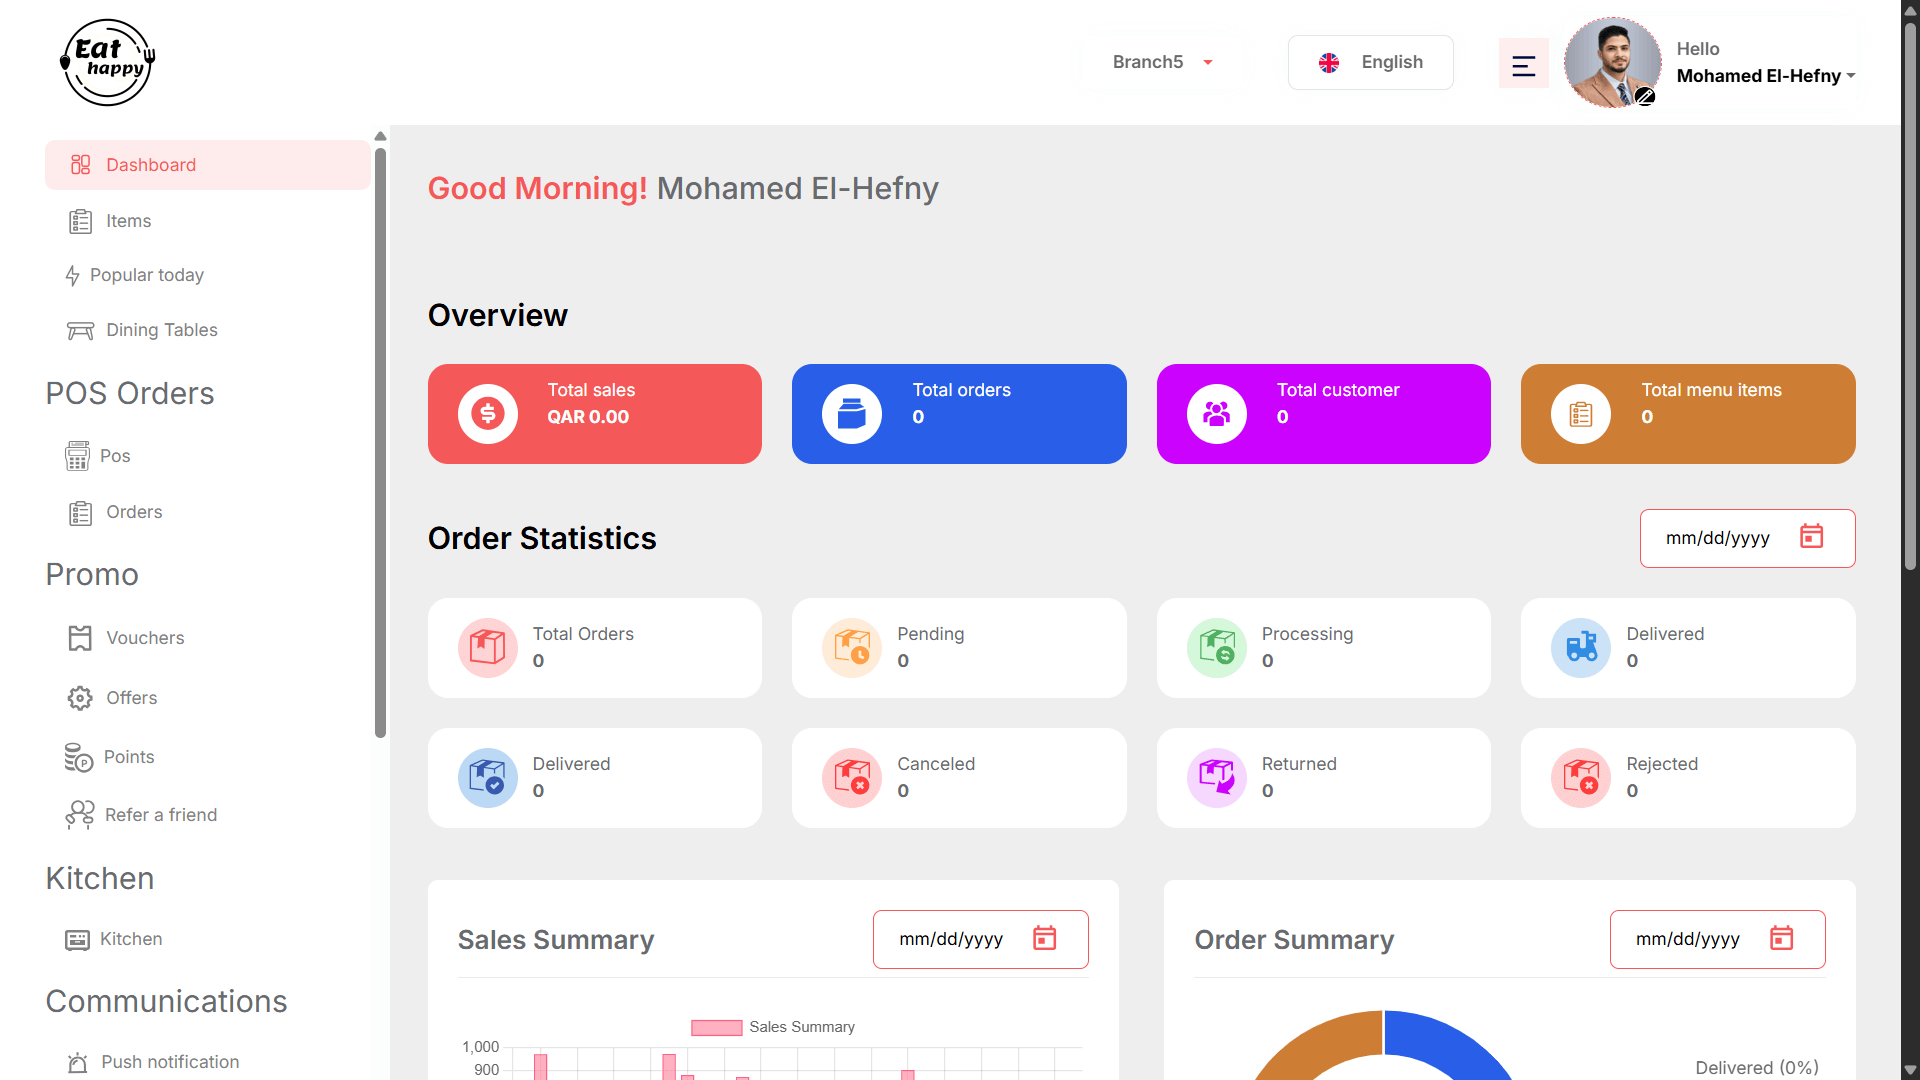 Eat
happy
Branch5
English
Hello
Mohamed El-Hefny
Dashboard
Items
Popular today
Dining Tables
POS Orders
Pos
Orders
Promo
Vouchers
Offers
Points
Refer a friend
Kitchen
Kitchen
Communications
Push notification
Good Morning! Mohamed El-Hefny
Overview
Total sales
QAR 0.00
Total orders
0
Total customer
0
Total menu items
0
Order Statistics
mm/dd/yyyy
Total Orders
0
Pending
0
Processing
0
Delivered
0
Delivered
0
Canceled
0
Returned
0
Rejected
0
Sales Summary
mm/dd/yyyy
Sales Summary
1,000
900
Order Summary
mm/dd/yyyy
Delivered (0%)